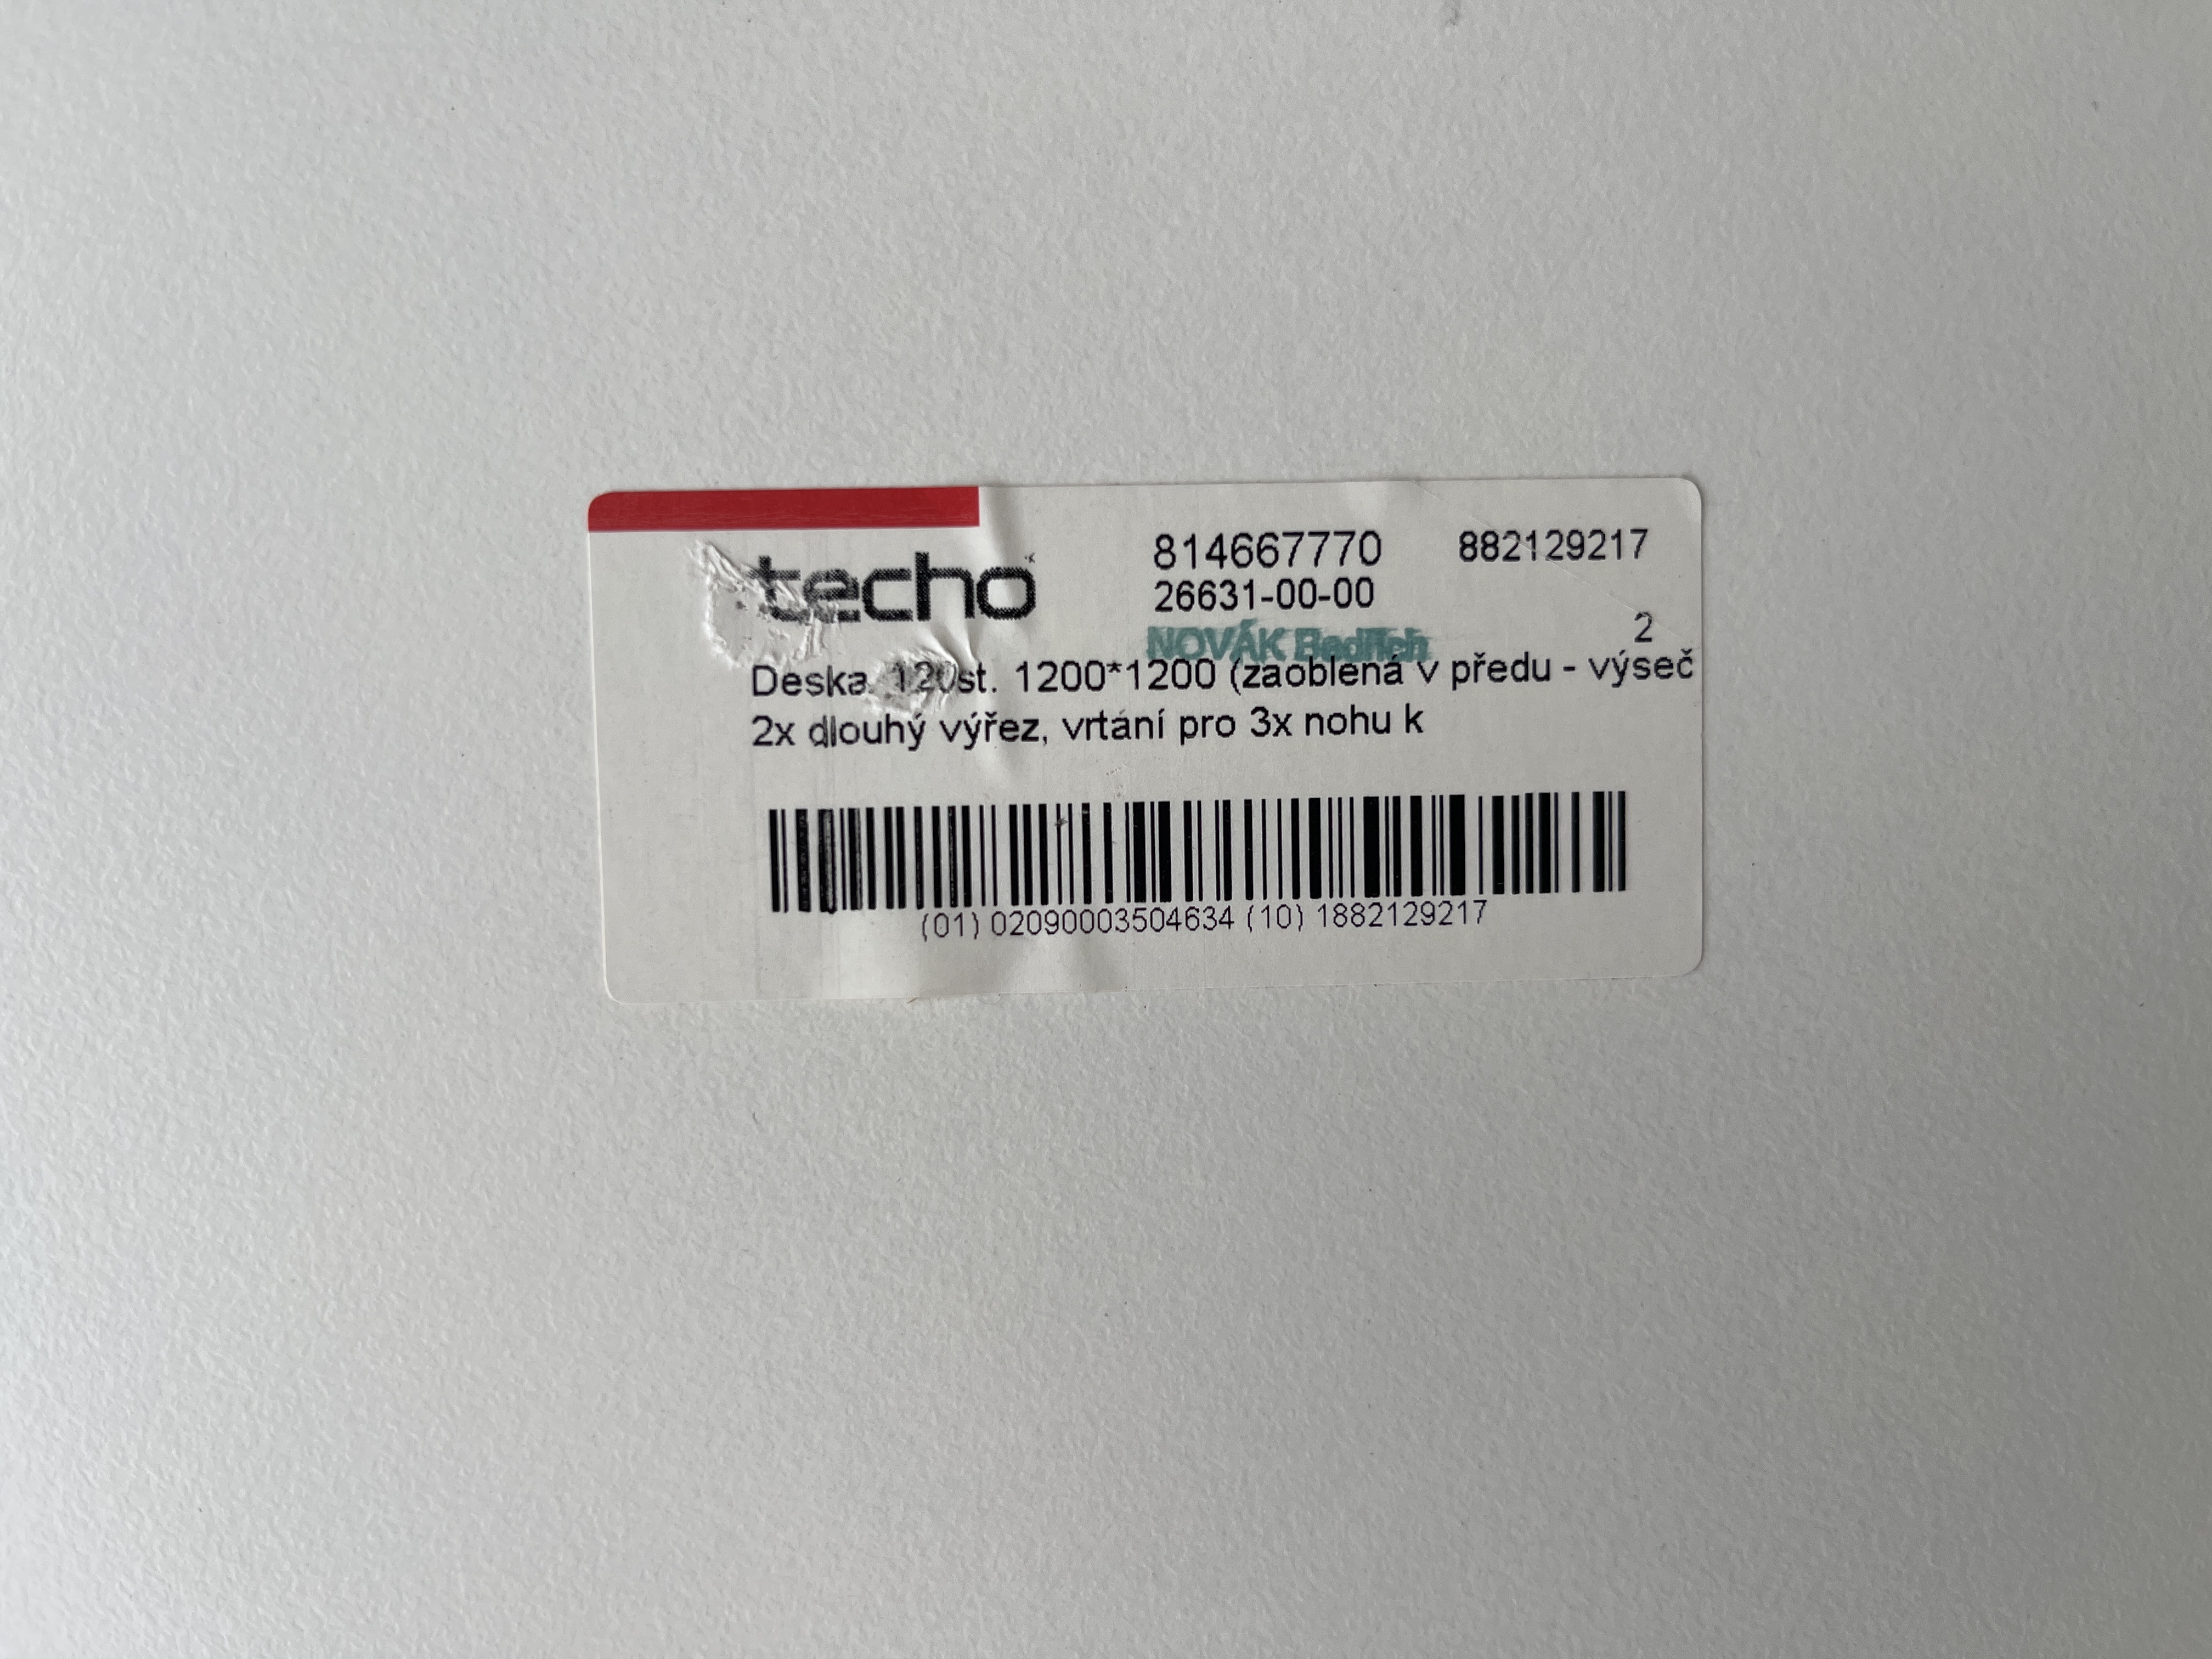 techo
814667770 882129217
26631-00-00
2
NOVÁK Bedřich
Deska 120st. 1200*1200 (zaoblená v předu - výseč
2x dlouhý výřez, vrtání pro 3x nohu k
(01) 02090003504634 (10) 1882129217